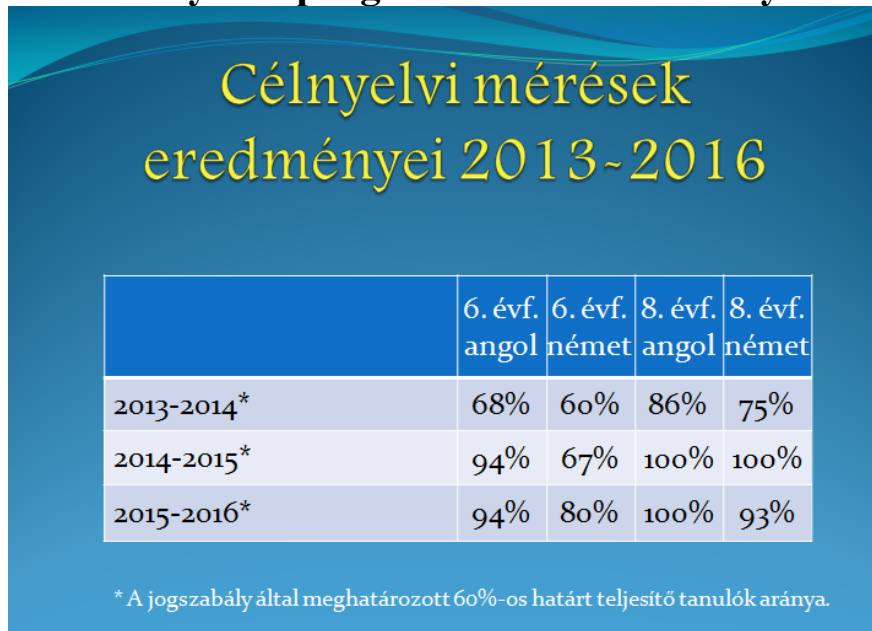 Célnyelvi mérések
eredményei 2013-2016
6. évf. 6. évf. 8. évf. 8. évf.
angol német angol német
2013-2014* 68% 60% 86% 75%
2014-2015* 94% 67% 100% 100%
2015-2016* 94% 80% 100% 93%
* A jogszabály által meghatározott 60%-os határt teljesítő tanulók aránya.